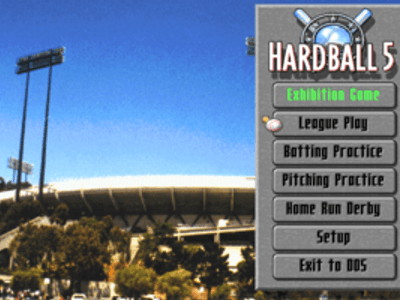 HARDBALL 5
Exhibition Game
League Play
Batting Practice
Pitching Practice
Home Run Derby
Setup
Exit to DOS